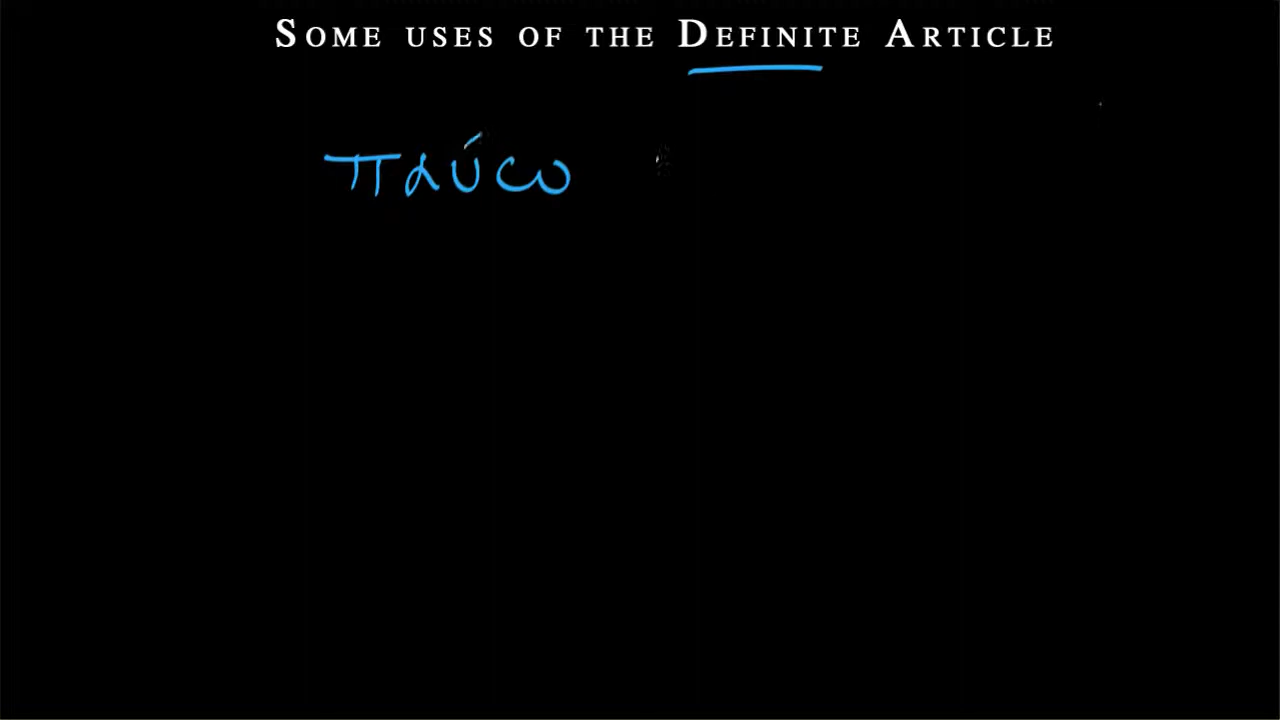 Some uses of the Definite Article
παύω